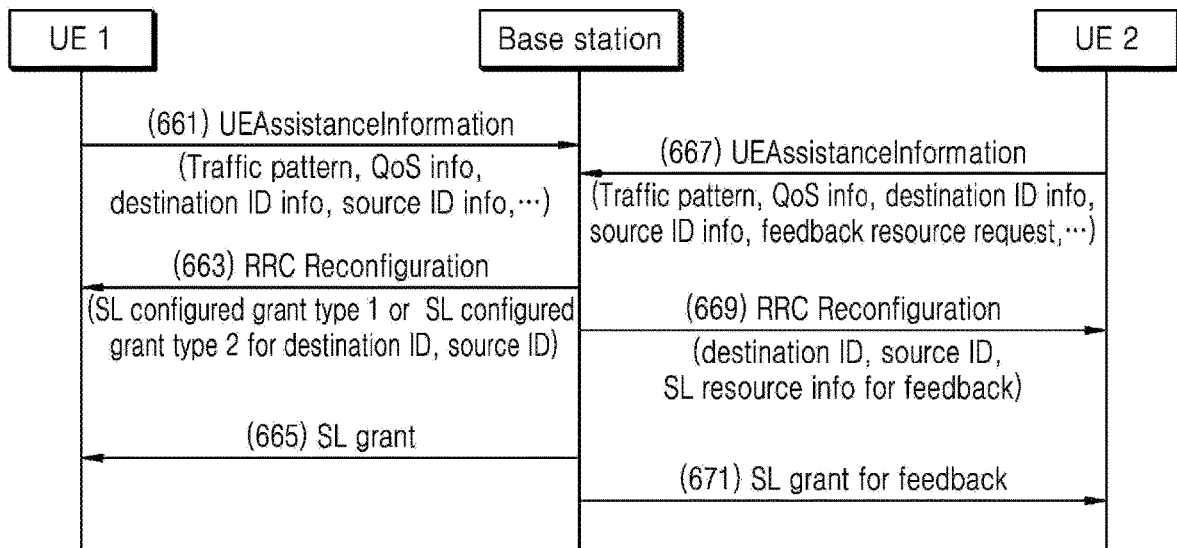 UE 1
Base station
UE 2
(661) UEAssistanceInformation
(Traffic pattern, QoS info,
destination ID info, source ID info,···)
(667) UEAssistanceInformation
(Traffic pattern, QoS info, destination ID info,
source ID info, feedback resource request,···)
(663) RRC Reconfiguration
(SL configured grant type 1 or SL configured
grant type 2 for destination ID, source ID)
(669) RRC Reconfiguration
(destination ID, source ID,
SL resource info for feedback)
(665) SL grant
(671) SL grant for feedback